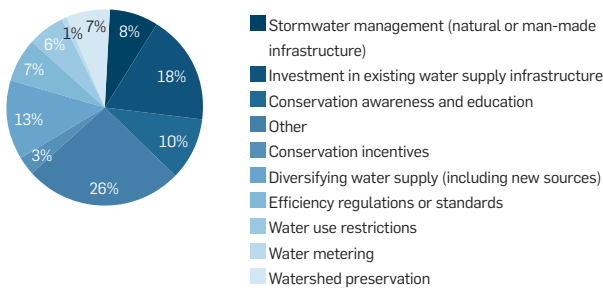 8%
18%
10%
26%
3%
13%
7%
6%
1%
7%
Stormwater management (natural or man-made
infrastructure)
Investment in existing water supply infrastructure
Conservation awareness and education
Other
Conservation incentives
Diversifying water supply (including new sources)
Efficiency regulations or standards
Water use restrictions
Water metering
Watershed preservation